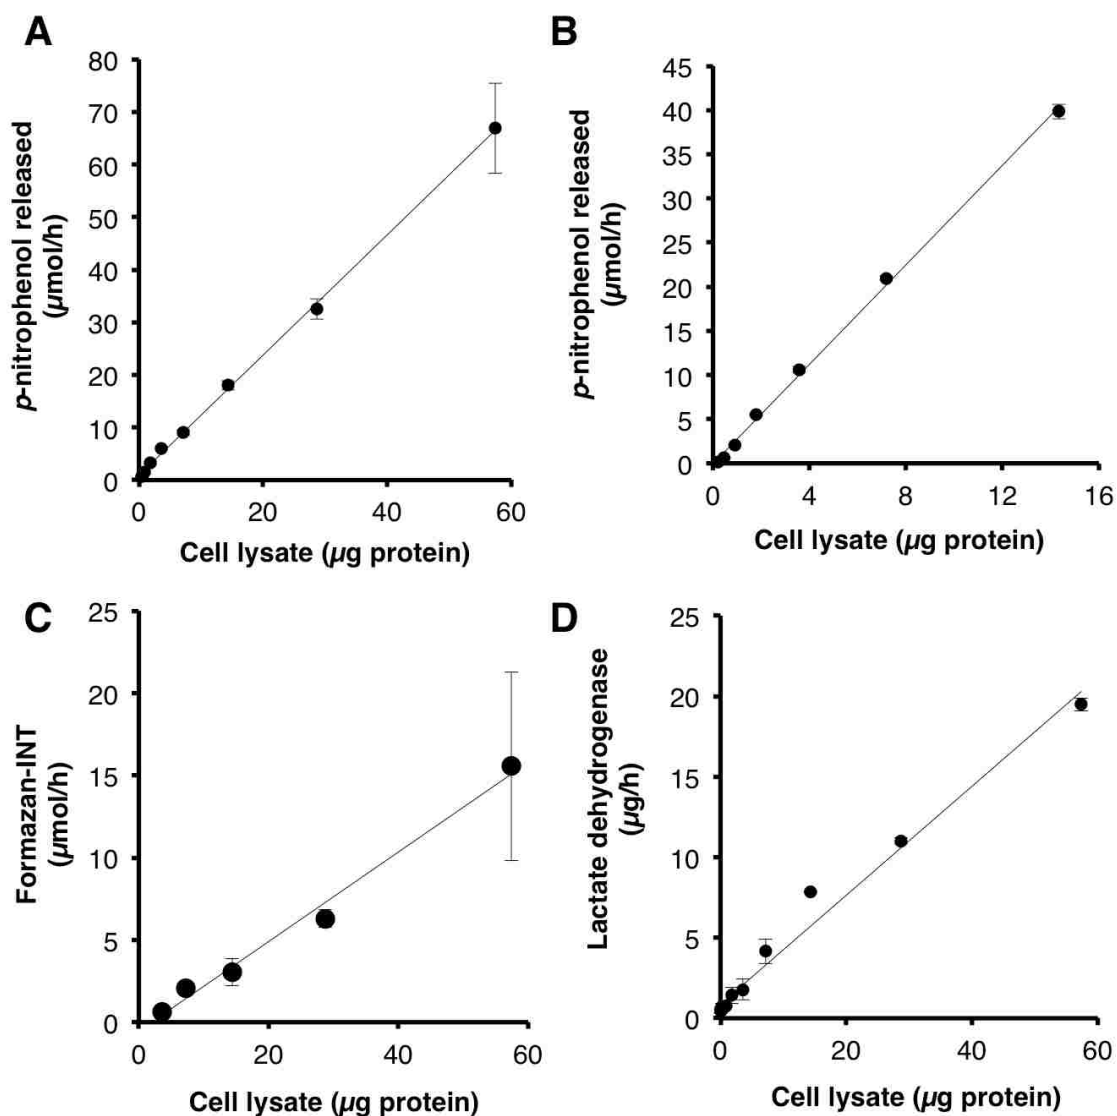 A
80
70
60
50
40
30
20
10
0
p-nitrophenol released
(µmol/h)
0 20 40 60
Cell lysate (µg protein)
B
45
40
35
30
25
20
15
10
5
0
p-nitrophenol released
(µmol/h)
0 4 8 12 16
Cell lysate (µg protein)
C
25
20
15
10
5
0
Formazan-INT
(µmol/h)
0 20 40 60
Cell lysate (µg protein)
D
25
20
15
10
5
0
Lactate dehydrogenase
(µg/h)
0 20 40 60
Cell lysate (µg protein)